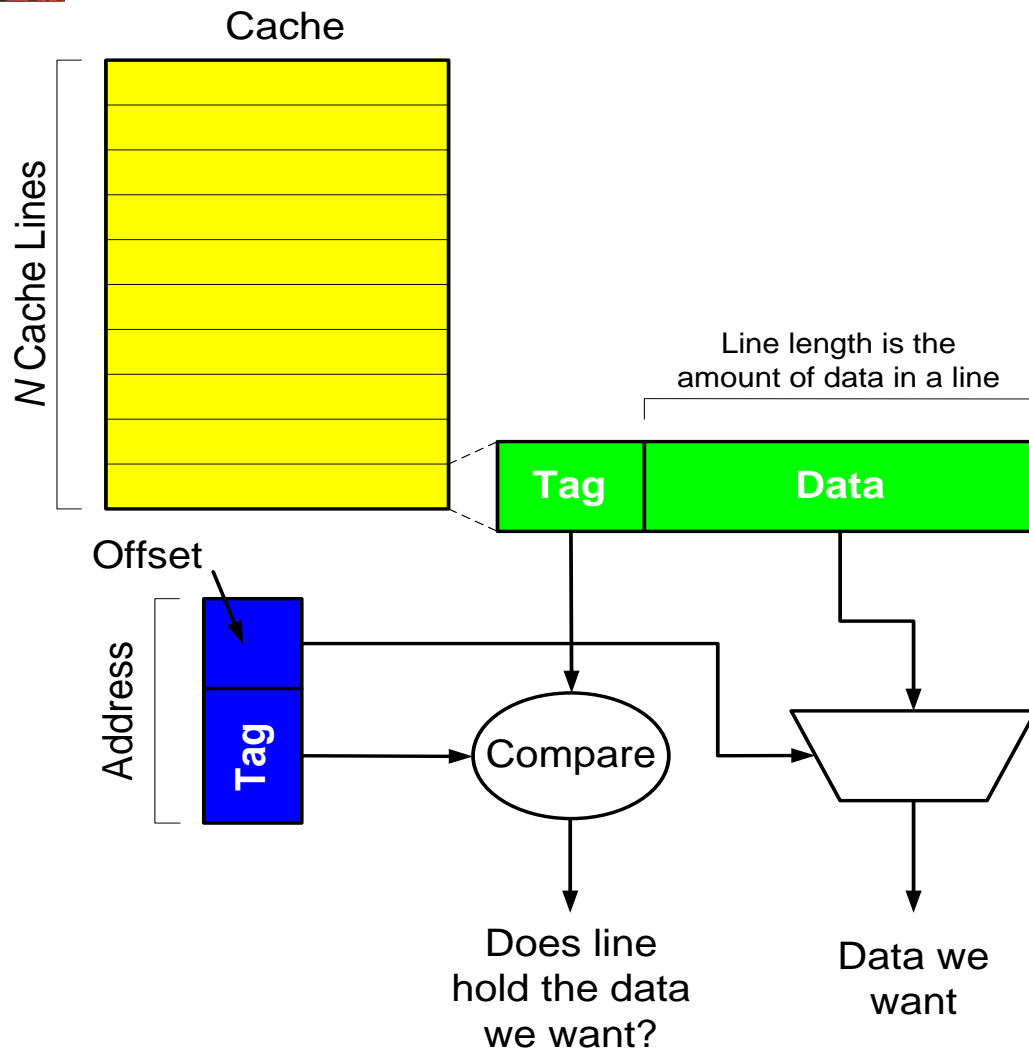 Cache
N Cache Lines
Line length is the
amount of data in a line
Tag
Data
Offset
Address
Tag
Compare
Does line
hold the data
we want?
Data we
want